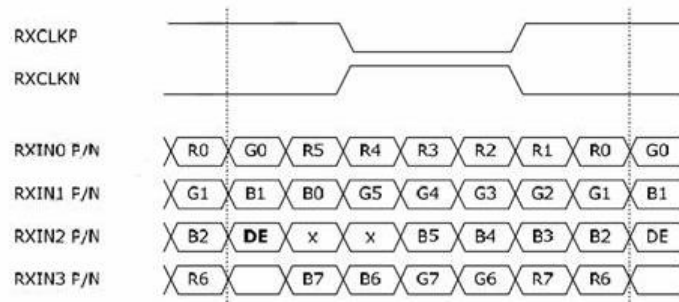 RXCLKP
RXCLKN
RXIN0 P/N R0 G0 R5 R4 R3 R2 R1 R0 G0
RXIN1 P/N G1 B1 B0 G5 G4 G3 G2 G1 B1
RXIN2 P/N B2 DE x x B5 B4 B3 B2 DE
RXIN3 P/N R6 B7 B6 G7 G6 R7 R6